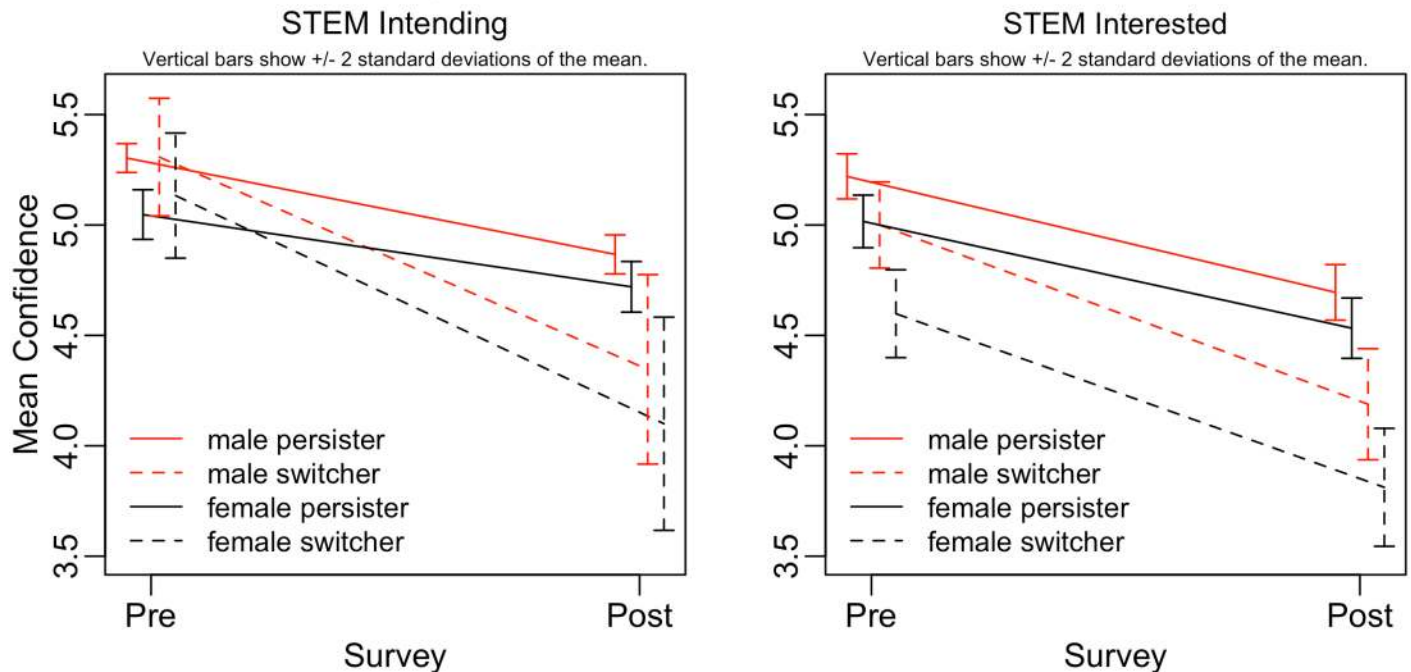 STEM Intending
Vertical bars show +/- 2 standard deviations of the mean.
Mean Confidence
5.5
5.0
4.5
4.0
3.5
male persister
male switcher
female persister
female switcher
Pre
Post
Survey
STEM Interested
Vertical bars show +/- 2 standard deviations of the mean.
5.5
5.0
4.5
4.0
3.5
male persister
male switcher
female persister
female switcher
Pre
Post
Survey